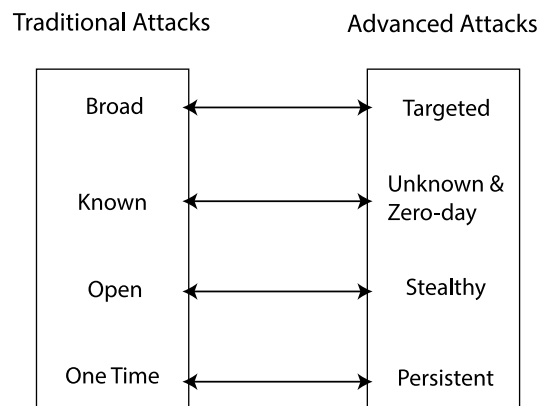 Traditional Attacks
Advanced Attacks
Broad
Targeted
Known
Unknown &
Zero-day
Open
Stealthy
One Time
Persistent